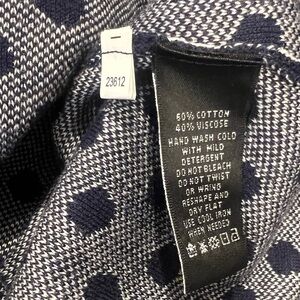 23612
60% COTTON
40% VISCOSE
HAND WASH COLD
WITH MILD
DETERGENT
DO NOT BLEACH
DO NOT TWIST
OR WRING
RESHAPE AND
DRY FLAT
USE COOL IRON
WHEN NEEDED